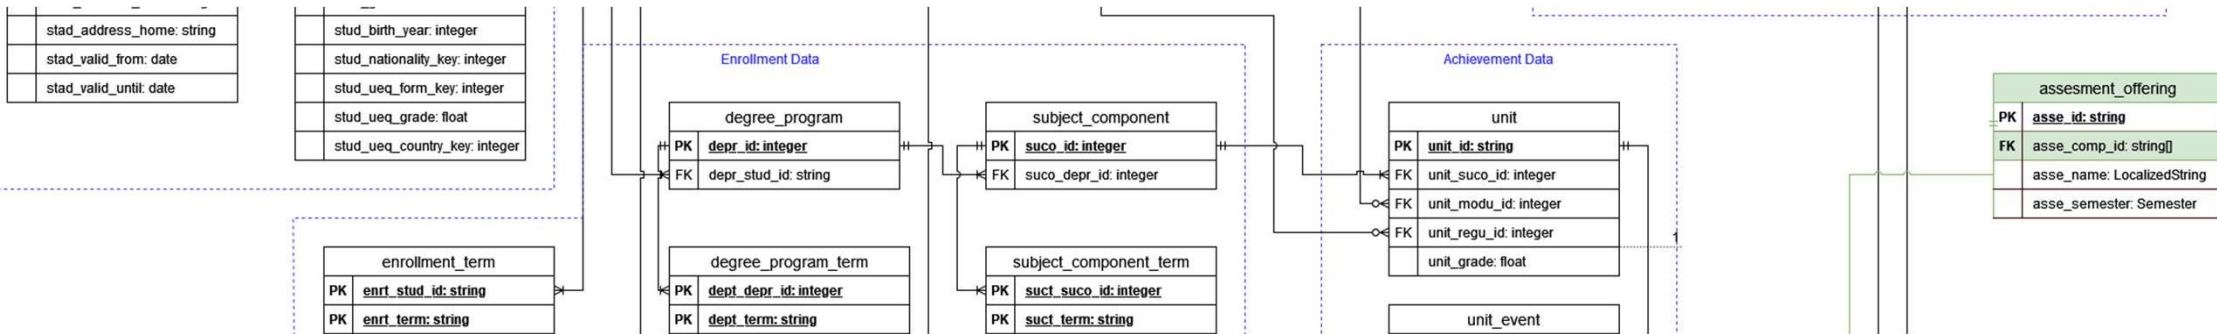 stad_address_home: string
stad_valid_from: date
stad_valid_until: date
stud_birth_year: integer
stud_nationality_key: integer
stud_ueq_form_key: integer
stud_ueq_grade: float
stud_ueq_country_key: integer
Enrollment Data
degree_program
PK depr_id: integer
FK depr_stud_id: string
subject_component
PK suco_id: integer
FK suco_depr_id: integer
enrollment_term
PK enrt_stud_id: string
PK enrt_term: string
degree_program_term
PK dept_depr_id: integer
PK dept_term: string
subject_component_term
PK suct_suco_id: integer
PK suct_term: string
Achievement Data
unit
PK unit_id: string
FK unit_suco_id: integer
FK unit_modu_id: integer
FK unit_regu_id: integer
unit_grade: float
1
unit_event
assesment_offering
PK asse_id: string
FK asse_comp_id: string[]
asse_name: LocalizedString
asse_semester: Semester